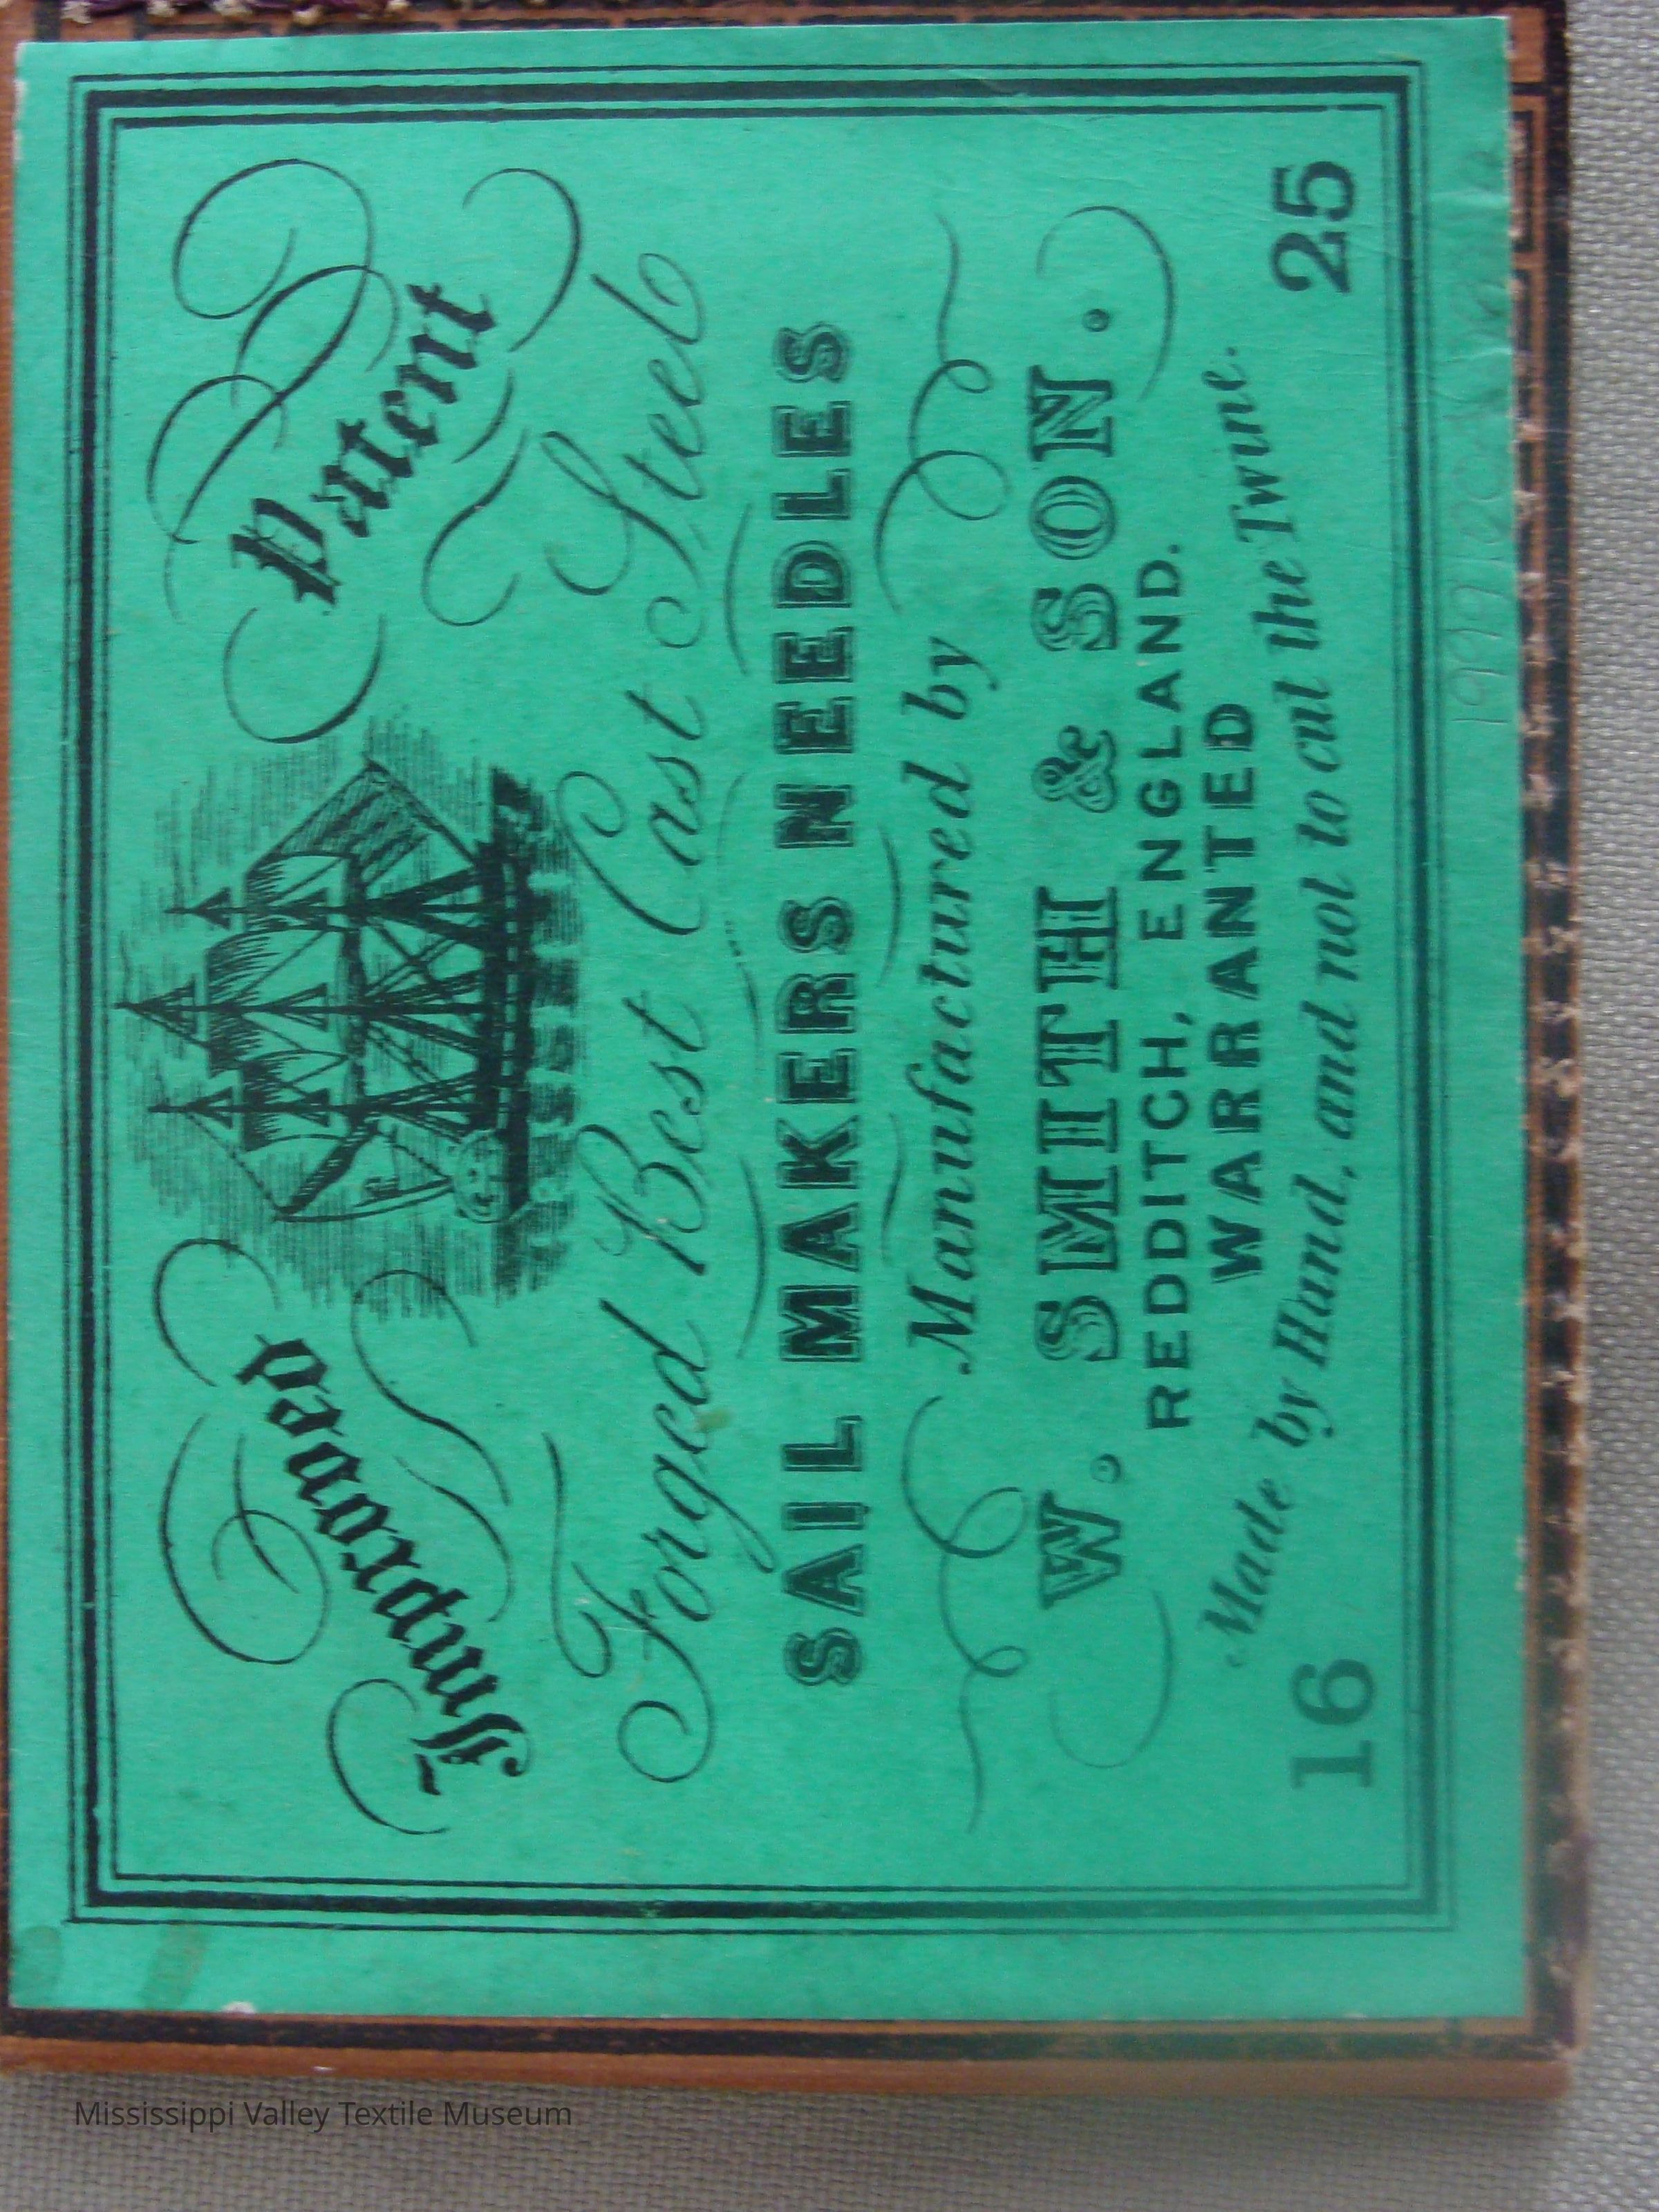 Improved Patent
Forged Best Cast Steel
SAIL MAKERS NEEDLES
Manufactured by
W. SMITH & SON.
REDDITCH, ENGLAND.
WARRANTED
Made by Hand, and not to cut the Twine.
16 25
Mississippi Valley Textile Museum